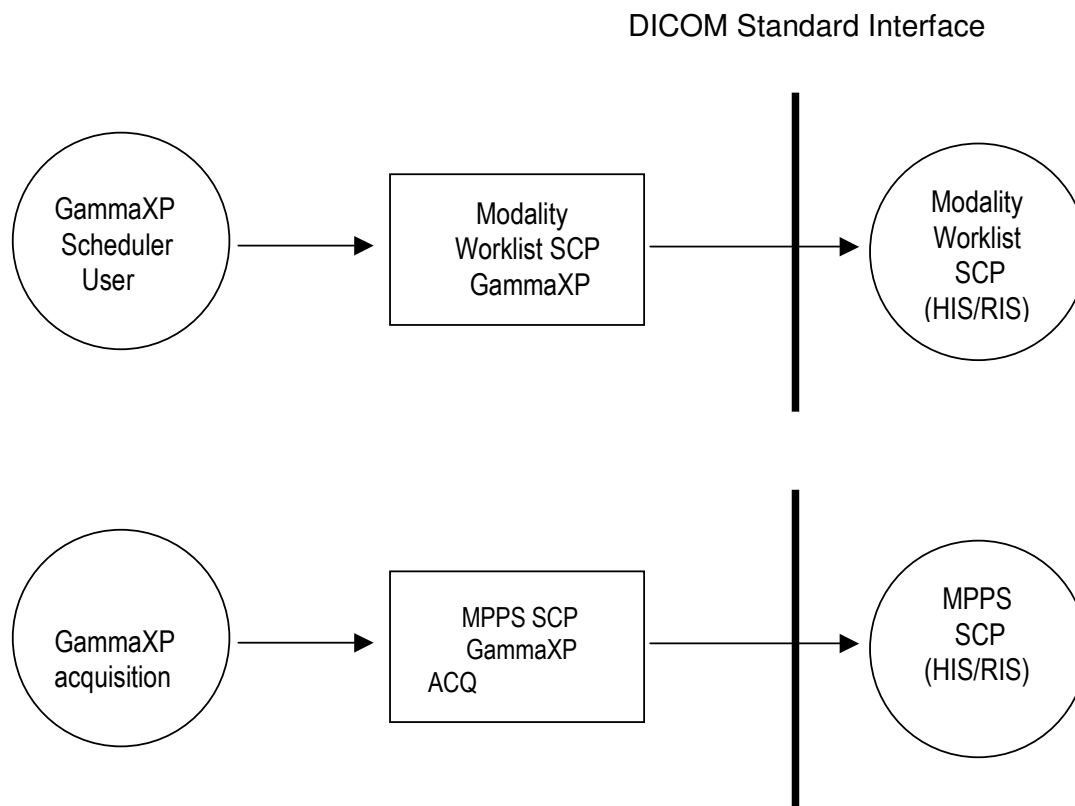 DICOM Standard Interface
GammaXP
Scheduler
User
Modality
Worklist SCP
GammaXP
Modality
Worklist
SCP
(HIS/RIS)
GammaXP
acquisition
MPPS SCP
GammaXP
ACQ
MPPS
SCP
(HIS/RIS)